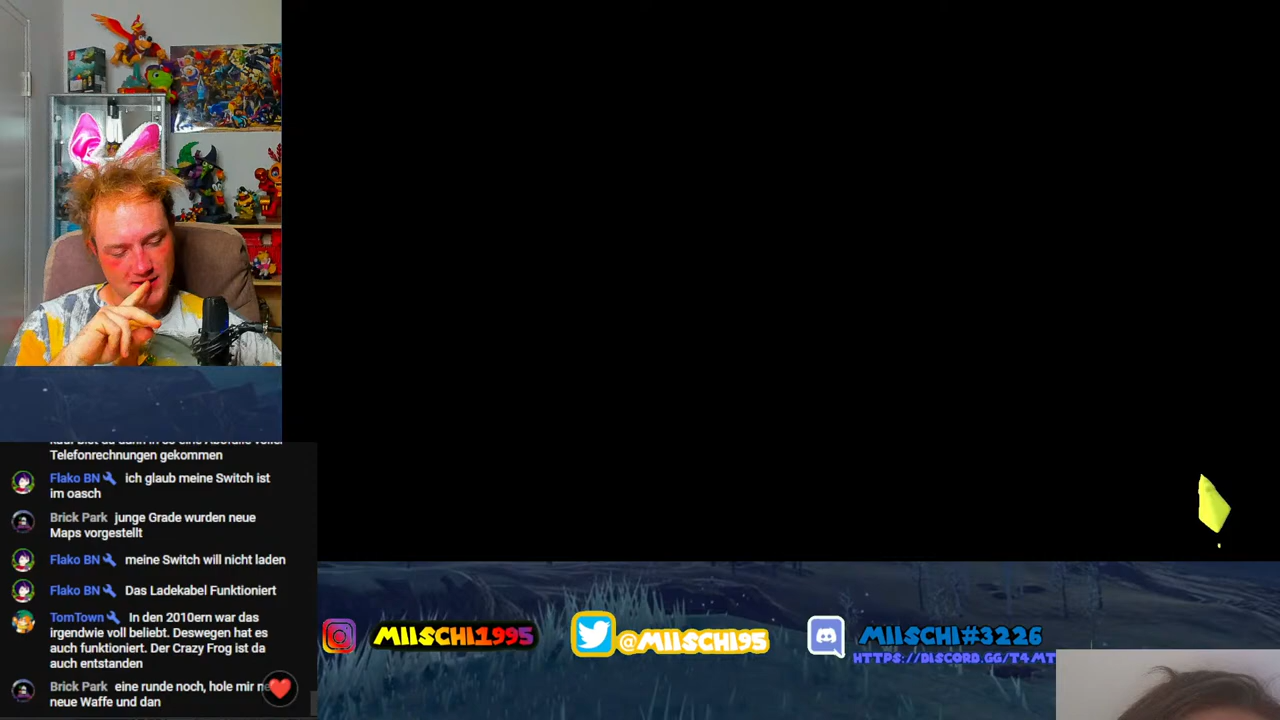 Telefonrechnungen gekommen
Flako BN ich glaub meine Switch ist
im oasch
Brick Park junge Grade wurden neue
Maps vorgestellt
Flako BN meine Switch will nicht laden
Flako BN Das Ladekabel Funktioniert
TomTown In den 2010ern war das
irgendwie voll beliebt. Deswegen hat es
auch funktioniert. Der Crazy Frog ist da
auch entstanden
Brick Park eine runde noch, hole mir
neue Waffe und dan
MIISCHI1995
@MIISCHI95
MIISCHI#3226
HTTPS://DISCORD.GG/T4MT